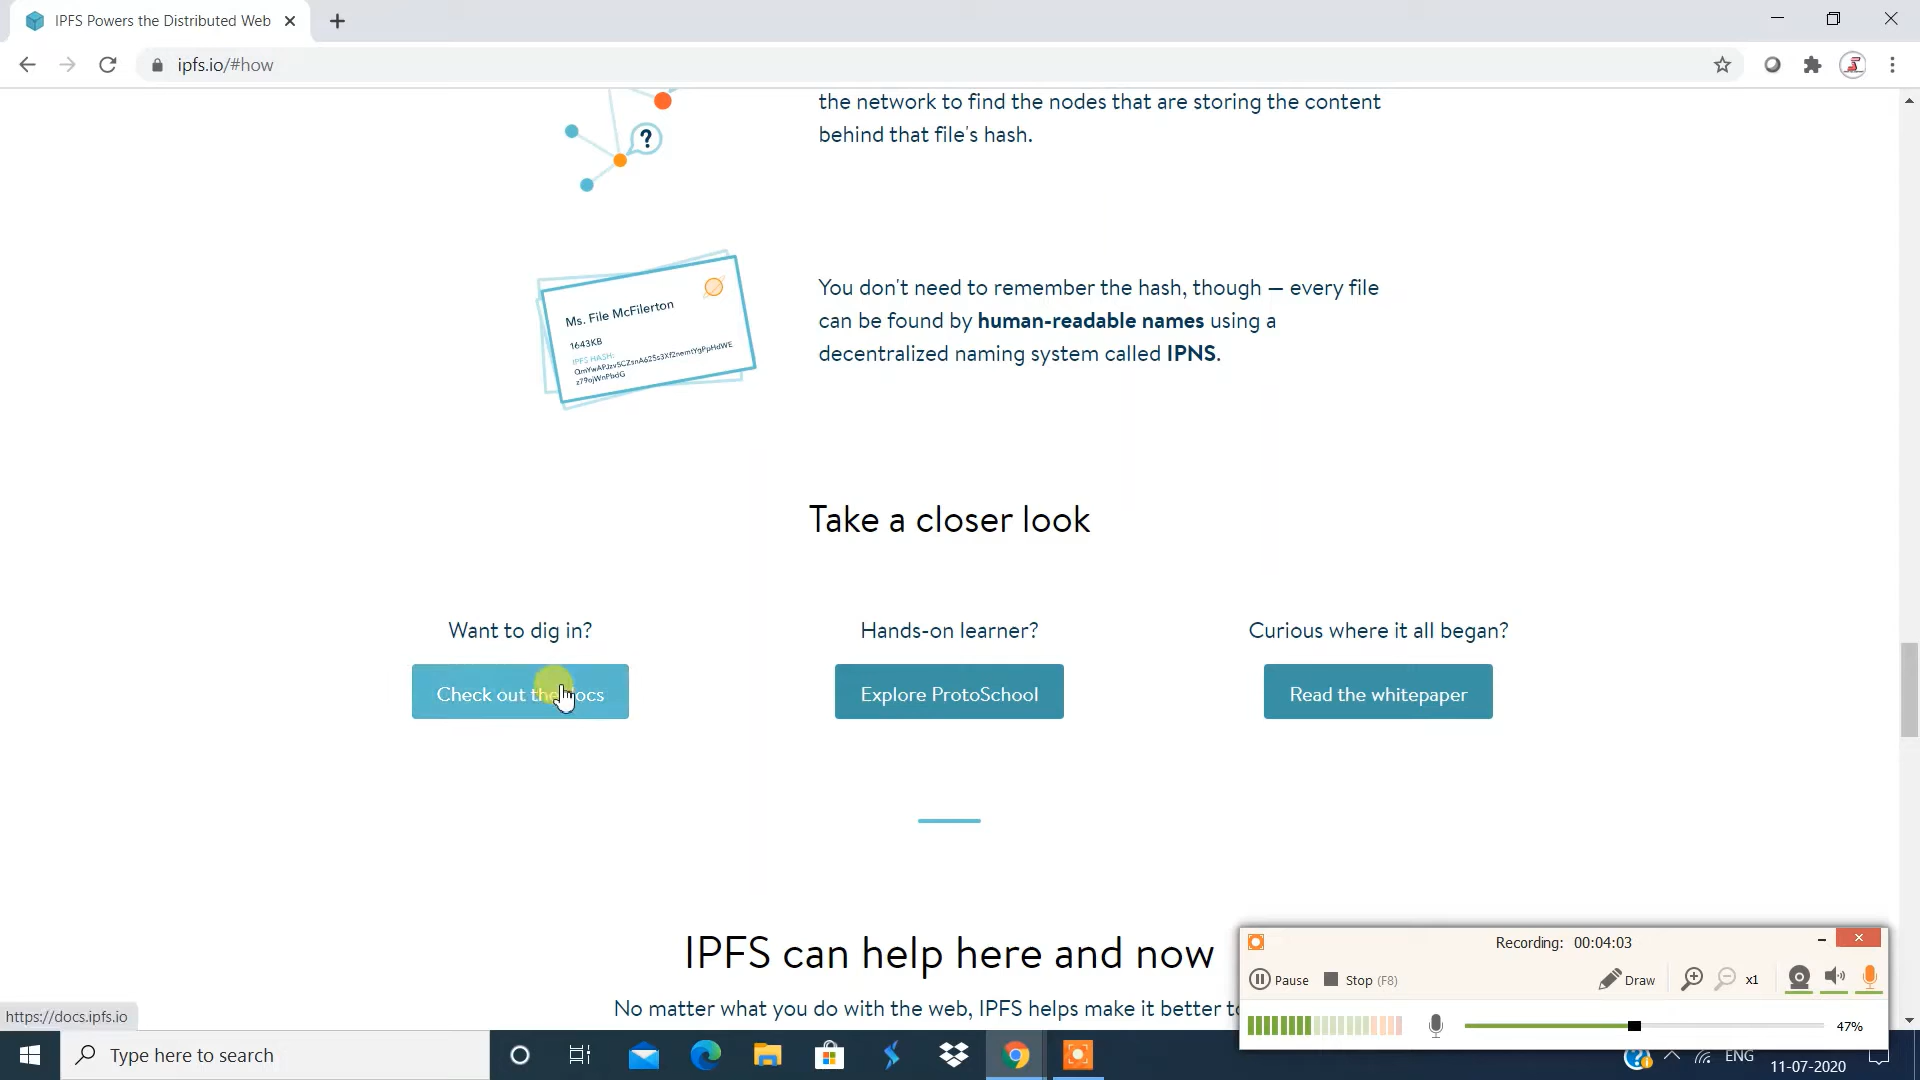 IPFS Powers the Distributed Web
ipfs.io/#how
the network to find the nodes that are storing the content
behind that file's hash.
?
Ms. File McFilerton
1643KB
IPFS HASH:
You don't need to remember the hash, though — every file
can be found by human-readable names using a
decentralized naming system called IPNS.
Take a closer look
Want to dig in?
Hands-on learner?
Curious where it all began?
Check out the docs
Explore ProtoSchool
Read the whitepaper
IPFS can help here and now
No matter what you do with the web, IPFS helps make it better
Recording: 00:04:03
Pause
Stop (F8)
Draw
x1
47%
https://docs.ipfs.io
Type here to search
ENG
11-07-2020